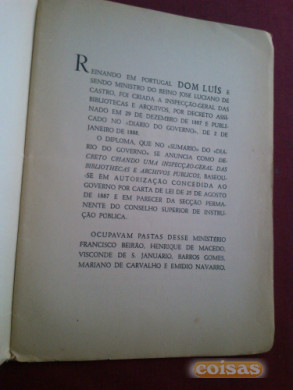 REINANDO EM PORTUGAL DOM LUÍS E
SENDO MINISTRO DO REINO JOSÉ LUCIANO DE
CASTRO, FOI CRIADA A INSPECÇÃO-GERAL DAS
BIBLIOTECAS E ARQUIVOS, POR DECRETO ASSI-
NADO EM 29 DE DEZEMBRO DE 1887 E PUBLI-
CADO NO «DIÁRIO DO GOVERNO», DE 5 DE
JANEIRO DE 1888.
O DIPLOMA, QUE NO «SUMÁRIO» DO «DIÁ-
RIO DO GOVERNO» SE ANUNCIA COMO DE-
CRETO CRIANDO UMA INSPECÇÃO-GERAL DAS
BIBLIOTHECAS E ARCHIVOS PÚBLICOS, BASEOU-
-SE EM AUTORIZAÇÃO CONCEDIDA AO
GOVERNO POR CARTA DE LEI DE 20 DE AGOSTO
DE 1887 E EM PARECER DA SECÇÃO PERMA-
NENTE DO CONSELHO SUPERIOR DE INSTRU-
ÇÃO PÚBLICA.
OCUPAVAM PASTAS DESSE MINISTÉRIO
FRANCISCO BEIRÃO, HENRIQUE DE MACEDO,
VISCONDE DE S. JANUÁRIO, BARROS GOMES,
MARIANO DE CARVALHO E EMÍDIO NAVARRO.
coisas